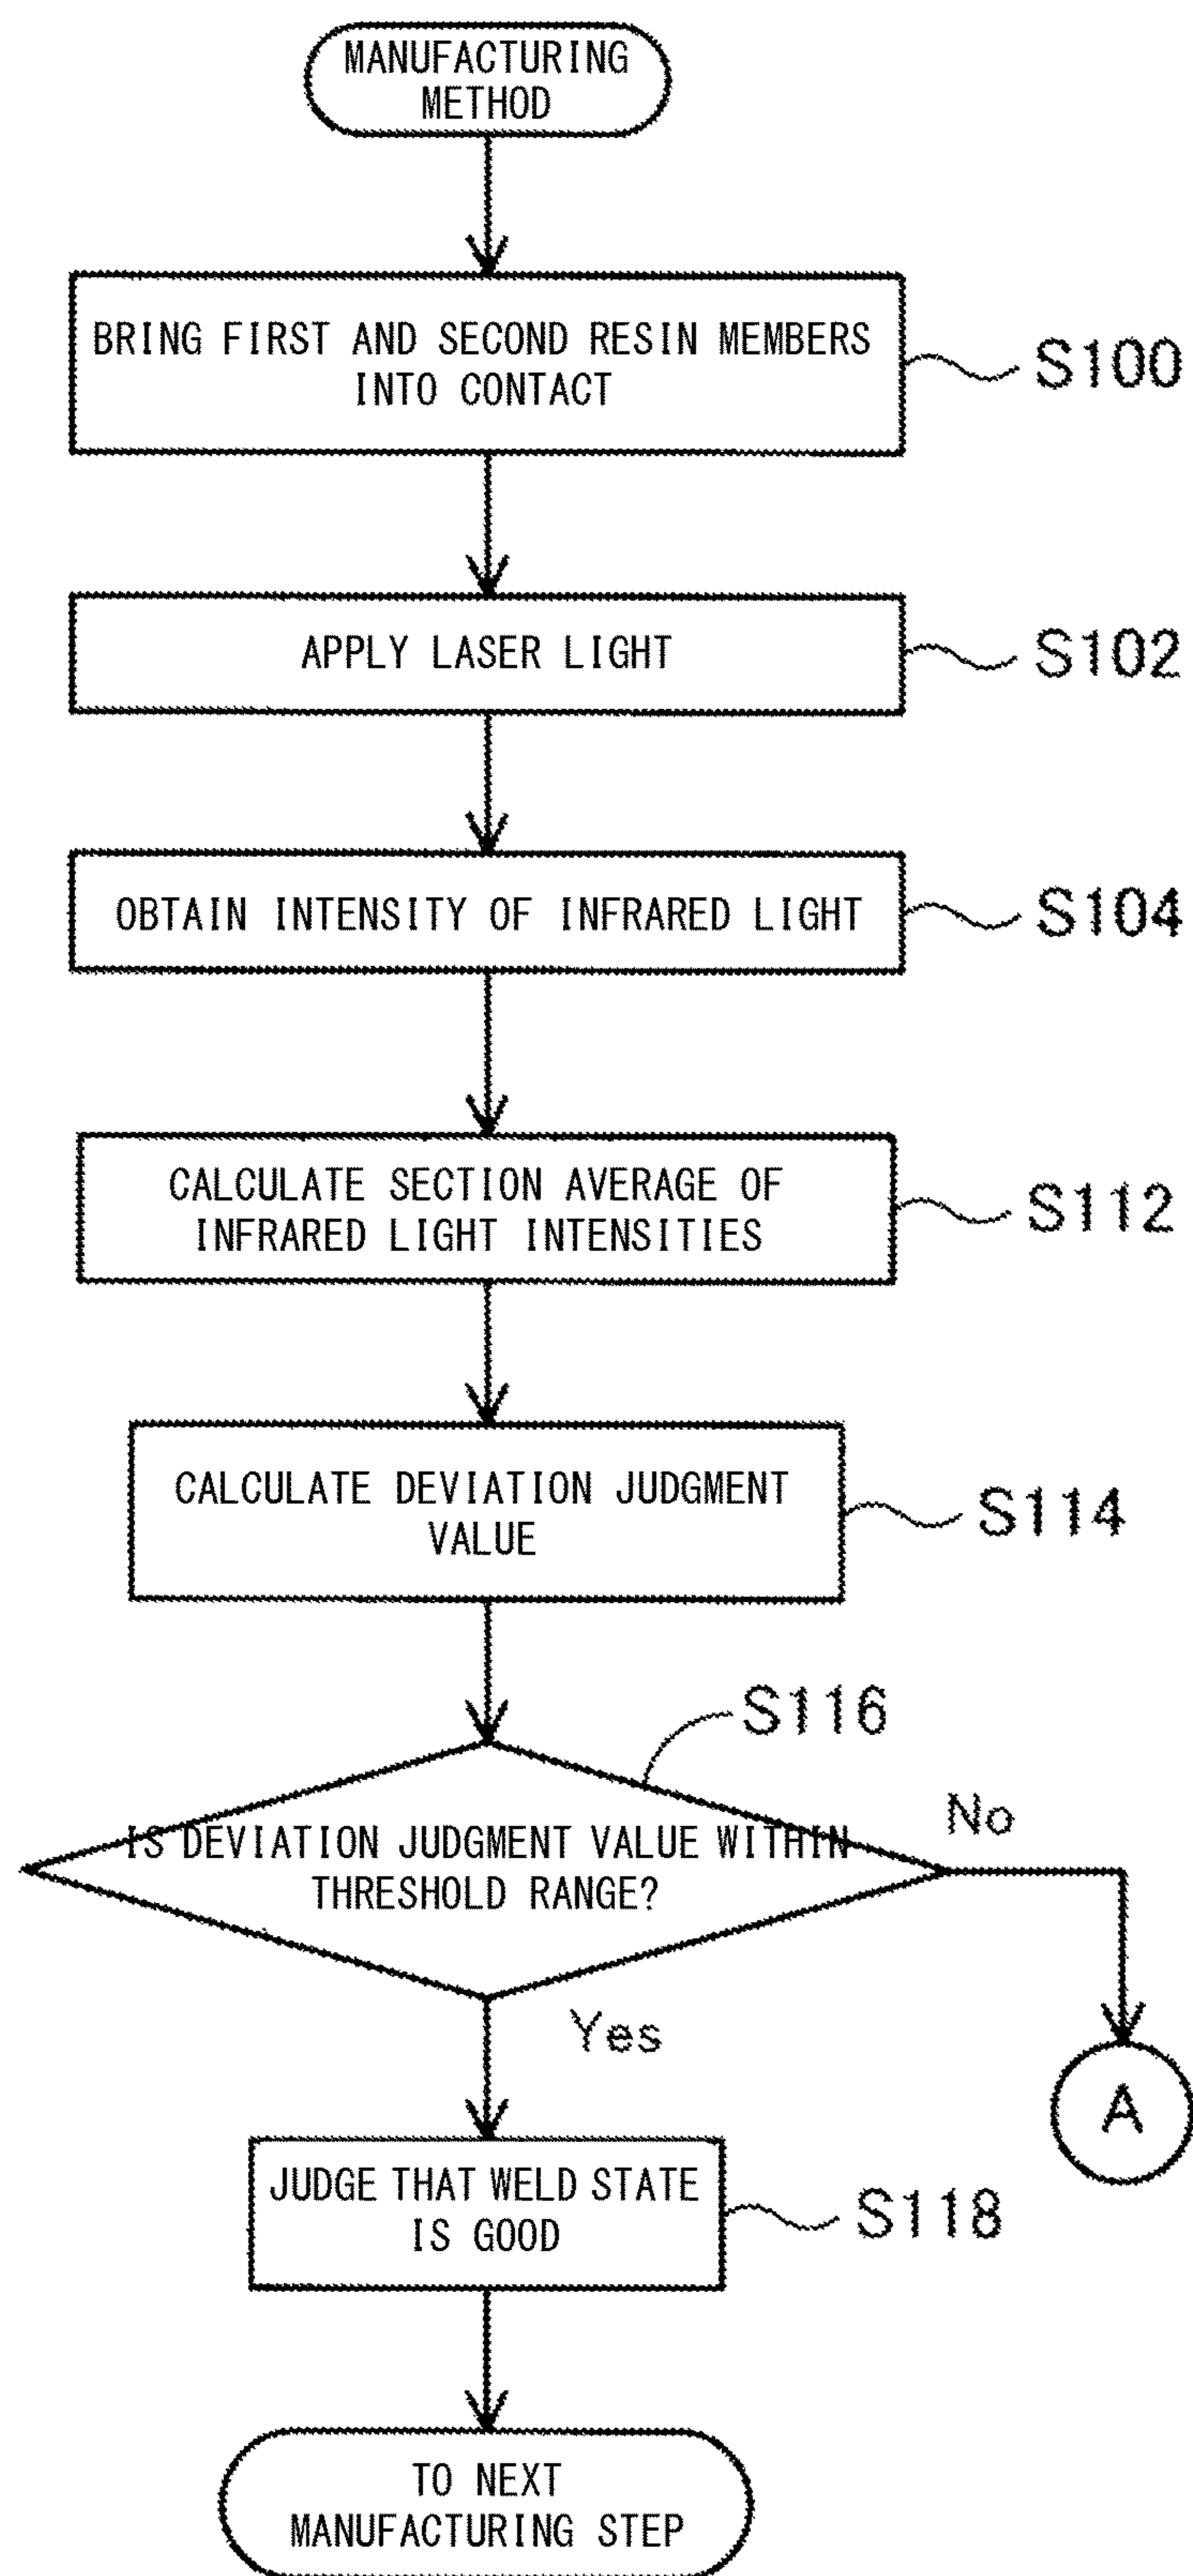 MANUFACTURING
METHOD
BRING FIRST AND SECOND RESIN MEMBERS
INTO CONTACT
S100
APPLY LASER LIGHT
S102
OBTAIN INTENSITY OF INFRARED LIGHT
S104
CALCULATE SECTION AVERAGE OF
INFRARED LIGHT INTENSITIES
S112
CALCULATE DEVIATION JUDGMENT
VALUE
S114
S116
IS DEVIATION JUDGMENT VALUE WITHIN
THRESHOLD RANGE?
No
Yes
A
JUDGE THAT WELD STATE
IS GOOD
S118
TO NEXT
MANUFACTURING STEP